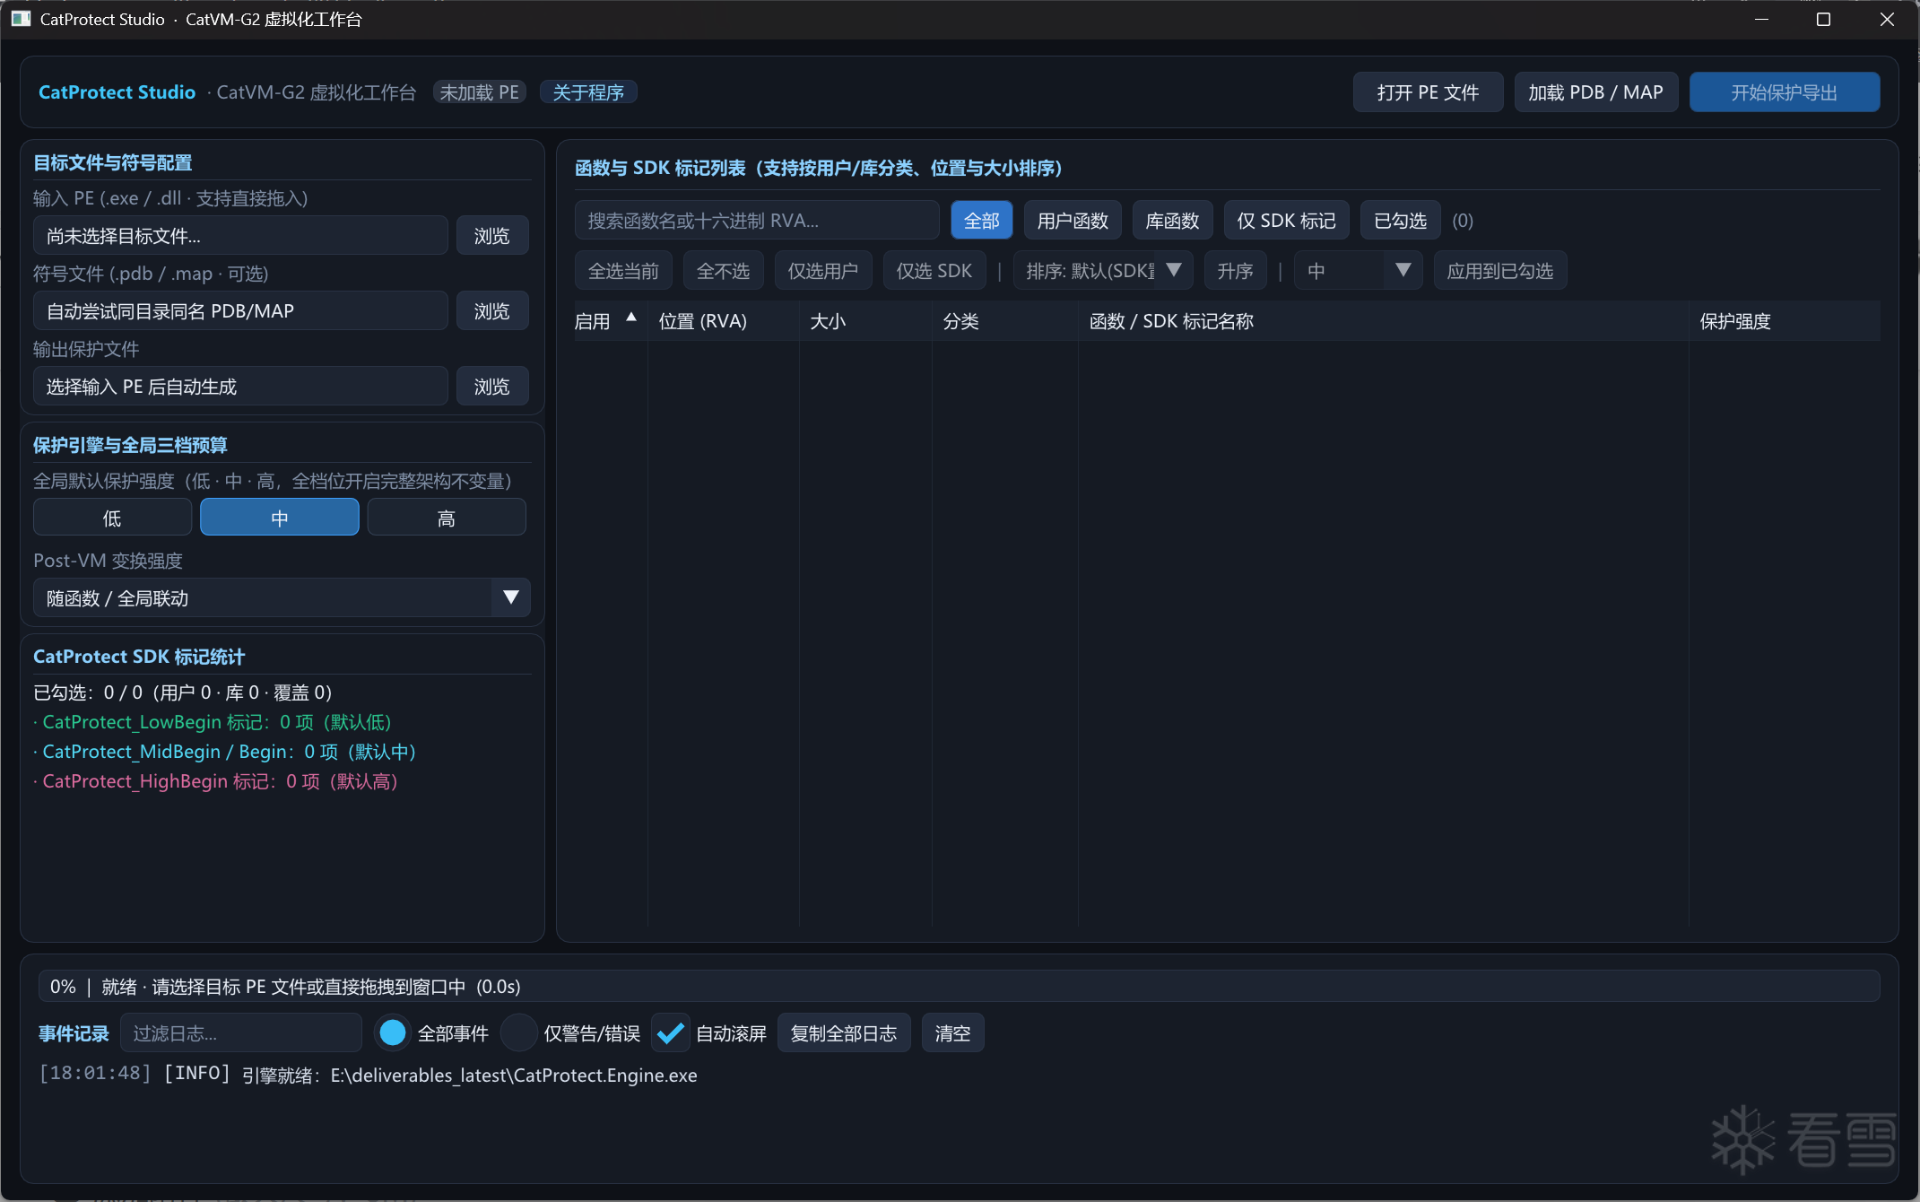 CatProtect Studio · CatVM-G2 虚拟化工作台
CatProtect Studio · CatVM-G2 虚拟化工作台 未加载 PE 关于程序 打开 PE 文件 加载 PDB / MAP 开始保护导出
目标文件与符号配置
输入 PE (.exe / .dll · 支持直接拖入)
尚未选择目标文件... 浏览
符号文件 (.pdb / .map · 可选)
自动尝试同目录同名 PDB/MAP 浏览
输出保护文件
选择输入 PE 后自动生成 浏览
保护引擎与全局三档预算
全局默认保护强度（低 · 中 · 高，全档位开启完整架构不变量）
低 中 高
Post-VM 变换强度
随函数 / 全局联动
CatProtect SDK 标记统计
已勾选：0 / 0（用户 0 · 库 0 · 覆盖 0）
· CatProtect_LowBegin 标记：0 项（默认低）
· CatProtect_MidBegin / Begin：0 项（默认中）
· CatProtect_HighBegin 标记：0 项（默认高）
函数与 SDK 标记列表（支持按用户/库分类、位置与大小排序）
搜索函数名或十六进制 RVA... 全部 用户函数 库函数 仅 SDK 标记 已勾选 (0)
全选当前 全不选 仅选用户 仅选 SDK | 排序: 默认(SDK 升序 | 中 应用到已勾选
启用 位置 (RVA) 大小 分类 函数 / SDK 标记名称 保护强度
0% | 就绪 · 请选择目标 PE 文件或直接拖拽到窗口中 (0.0s)
事件记录 过滤日志... 全部事件 仅警告/错误 自动滚屏 复制全部日志 清空
[18:01:48] [INFO] 引擎就绪：E:\deliverables_latest\CatProtect.Engine.exe
看雪